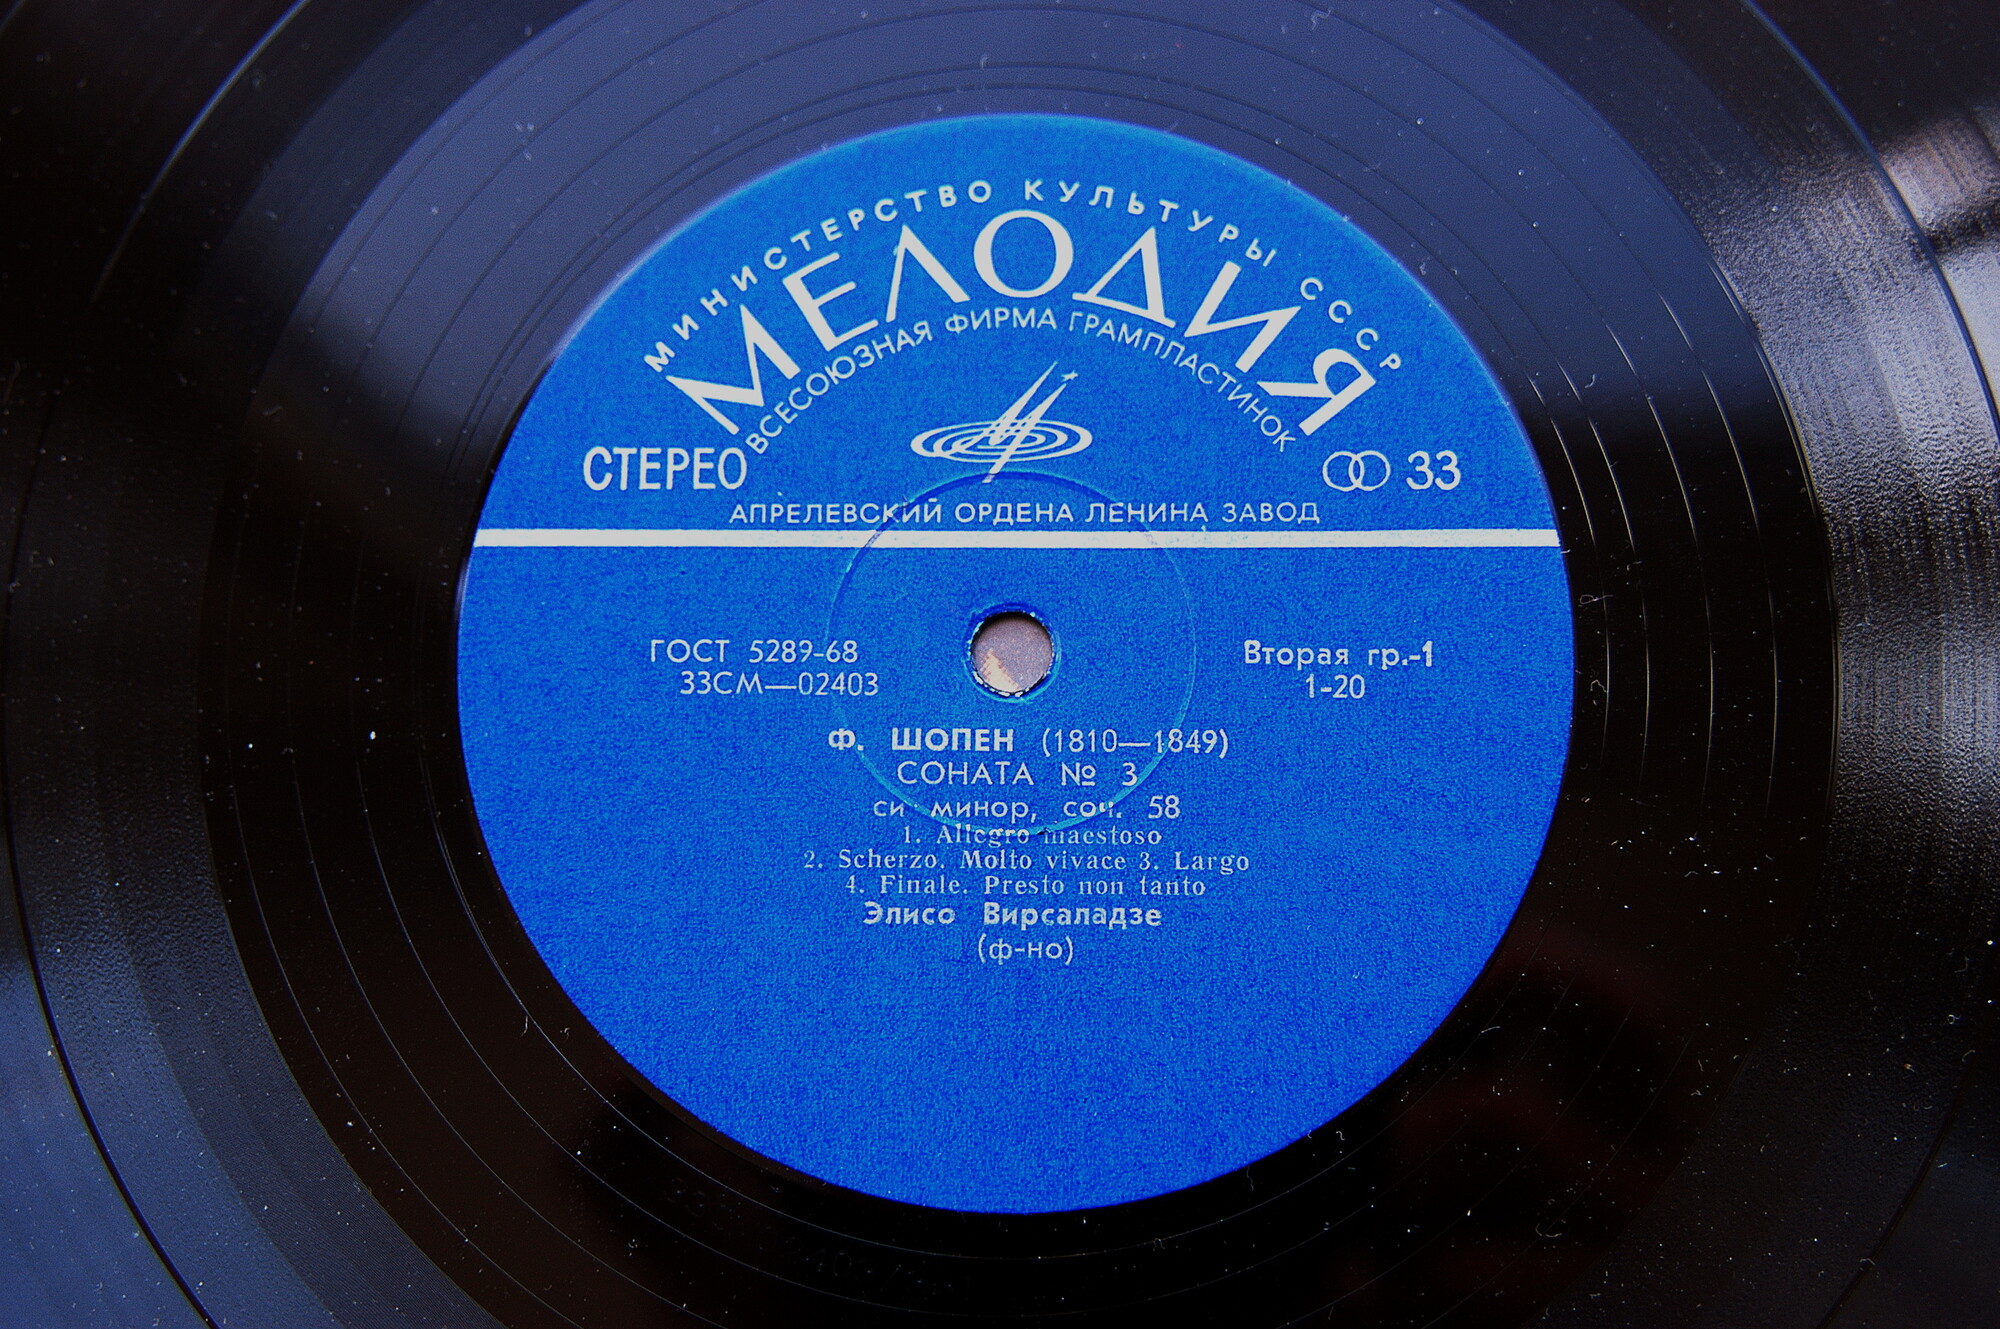 МИНИСТЕРСТВО КУЛЬТУРЫ СССР
МЕЛОДИЯ
ВСЕСОЮЗНАЯ ФИРМА ГРАМПЛАСТИНОК
СТЕРЕО
33
АПРЕЛЕВСКИЙ ОРДЕНА ЛЕНИНА ЗАВОД
ГОСТ 5289-68
33СМ—02403
Вторая гр.-1
1-20
Ф. ШОПЕН (1810—1849)
СОНАТА № 3
си минор, соч. 58
1. Allegro maestoso
2. Scherzo. Molto vivace 3. Largo
4. Finale. Presto non tanto
Элисо Вирсаладзе
(ф-но)